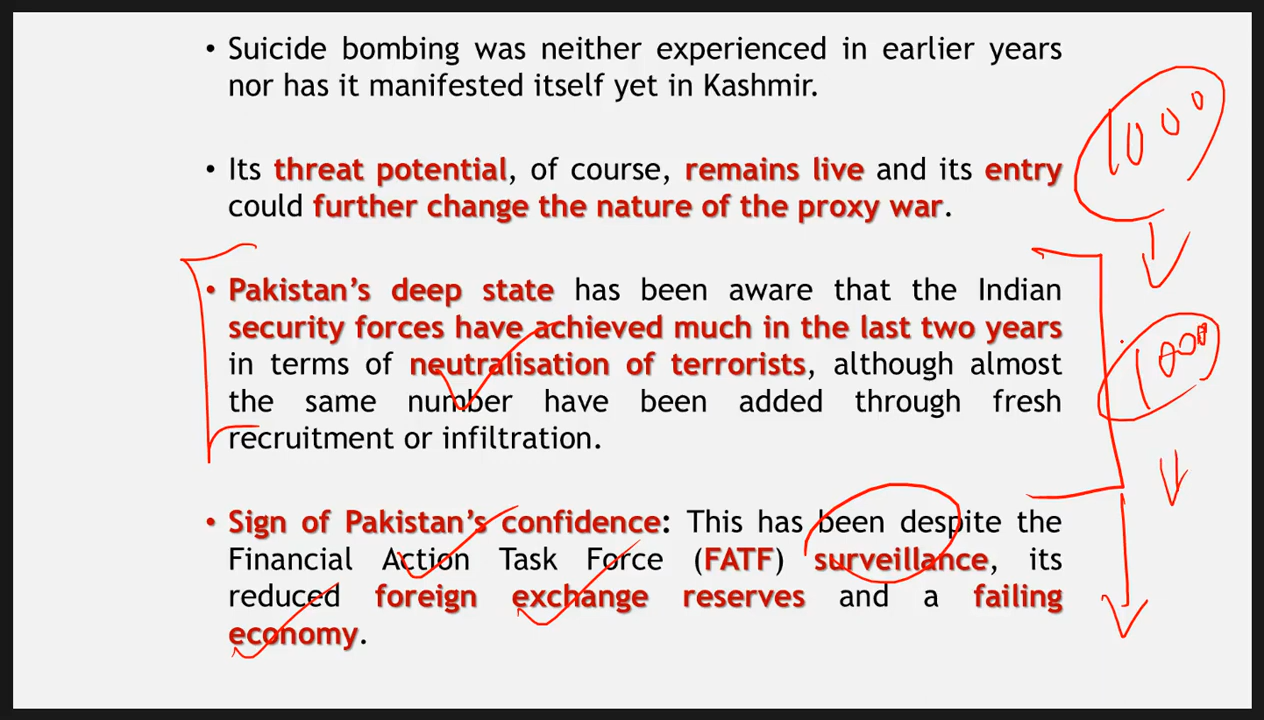 • Suicide bombing was neither experienced in earlier years
nor has it manifested itself yet in Kashmir.
• Its threat potential, of course, remains live and its entry
could further change the nature of the proxy war.
• Pakistan's deep state has been aware that the Indian
security forces have achieved much in the last two years
in terms of neutralisation of terrorists, although almost
the same number have been added through fresh
recruitment or infiltration.
• Sign of Pakistan's confidence: This has been despite the
Financial Action Task Force (FATF) surveillance, its
reduced foreign exchange reserves and a failing
economy.
1000
1000